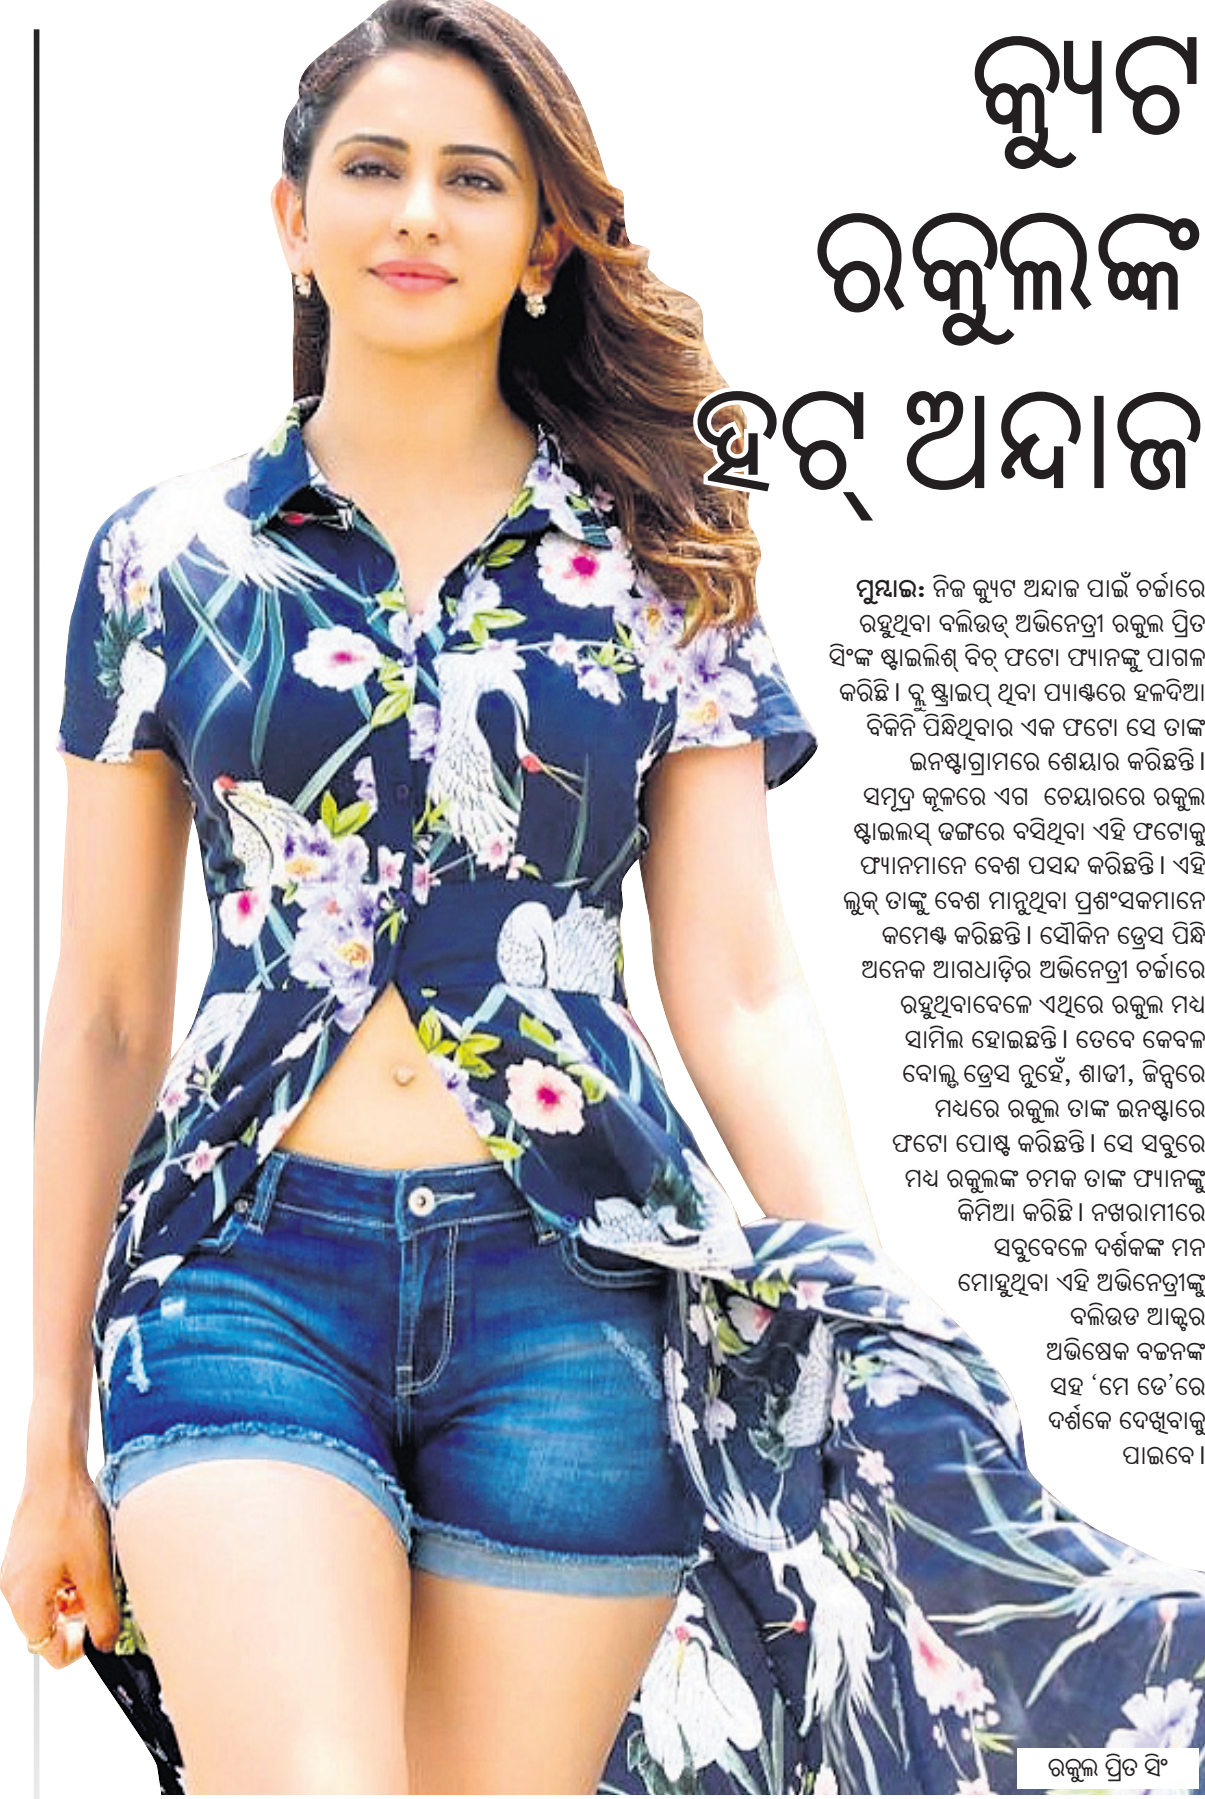 କ୍ୟୁଟ
ରକୁଲଙ୍କ
ହଟ୍ ଅନ୍ଦାଜ
ମୁମ୍ବାଇ: ନିଜ କ୍ୟୁଟ ଅନ୍ଦାଜ ପାଇଁ ଚର୍ଚ୍ଚାରେ
ରହୁଥିବା ବଲିଉଡ୍ ଅଭିନେତ୍ରୀ ରକୁଲ ପ୍ରିତ
ସିଂଙ୍କ ଷ୍ଟାଇଲିଶ୍ ବିଚ୍ ଫଟୋ ଫ୍ୟାନଙ୍କୁ ପାଗଳ
କରିଛି। ବ୍ଲୁ ଷ୍ଟ୍ରାଇପ୍ ଥିବା ପ୍ୟାଣ୍ଟରେ ହଳଦିଆ
ବିକିନି ପିନ୍ଧିଥିବାର ଏକ ଫଟୋ ସେ ତାଙ୍କ
ଇନଷ୍ଟାଗ୍ରାମରେ ଶେୟାର କରିଛନ୍ତି।
ସମୂଦ୍ର କୂଳରେ ଏଗ ଚେୟାରରେ ରକୁଲ
ଷ୍ଟାଇଲସ୍ ଢଙ୍ଗରେ ବସିଥିବା ଏହି ଫଟୋକୁ
ଫ୍ୟାନମାନେ ବେଶ ପସନ୍ଦ କରିଛନ୍ତି। ଏହି
ଲୁକ୍ ତାଙ୍କୁ ବେଶ ମାନୁଥିବା ପ୍ରଶଂସକମାନେ
କମେଣ୍ଟ କରିଛନ୍ତି। ସୌକିନ ଡ୍ରେସ ପିନ୍ଧି
ଅନେକ ଆଗଧାଡ଼ିର ଅଭିନେତ୍ରୀ ଚର୍ଚ୍ଚାରେ
ରହୁଥିବାବେଳେ ଏଥିରେ ରକୁଲ ମଧ୍ୟ
ସାମିଲ ହୋଇଛନ୍ତି। ତେବେ କେବଳ
ବୋଲ୍ଡ ଡ୍ରେସ ନୁହେଁ, ଶାଢୀ, ଜିନ୍ସରେ
ମଧ୍ୟରେ ରକୁଲ ତାଙ୍କ ଇନଷ୍ଟାରେ
ଫଟୋ ପୋଷ୍ଟ କରିଛନ୍ତି। ସେ ସବୁରେ
ମଧ୍ୟ ରକୁଲଙ୍କ ଚମକ ତାଙ୍କ ଫ୍ୟାନଙ୍କୁ
କିମିଆ କରିଛି। ନଖରାମୀରେ
ସବୁବେଳେ ଦର୍ଶକଙ୍କ ମନ
ମୋହୁଥିବା ଏହି ଅଭିନେତ୍ରୀଙ୍କୁ
ବଲିଉଡ ଆକ୍ଟର
ଅଭିଷେକ ବଚ୍ଚନଙ୍କ
ସହ ‘ମେ ଡେ’ରେ
ଦର୍ଶକେ ଦେଖିବାକୁ
ପାଇବେ।
ରକୁଲ ପ୍ରିତ ସିଂ